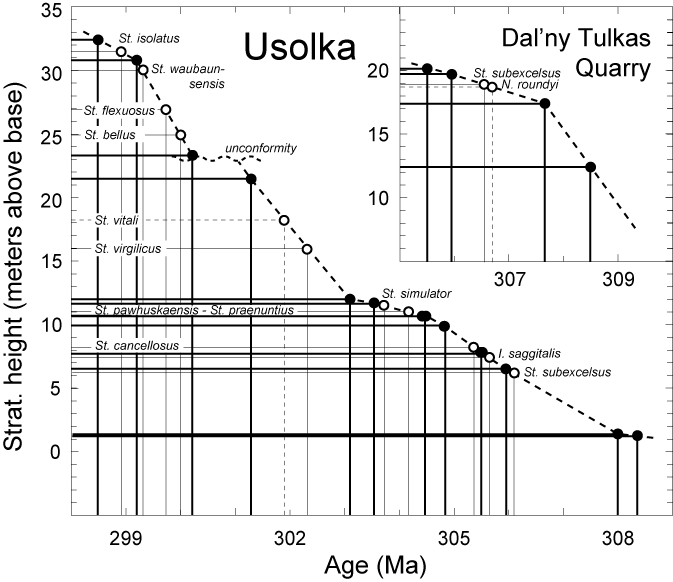 Usolka
Dal'ny Tulkas
Quarry
Strat. height (meters above base)
35
30
25
20
15
10
5
0
St. isolatus
St. waubaun-
sensis
St. flexuosus
St. bellus
unconformity
St. vitali
St. virgilicus
St. simulator
St. pawhuskaensis - St. praenuntius
St. cancellosus
I. saggitalis
St. subexcelsus
299
302
305
308
Age (Ma)
20
15
10
St. subexcelsus
N. roundyi
307
309